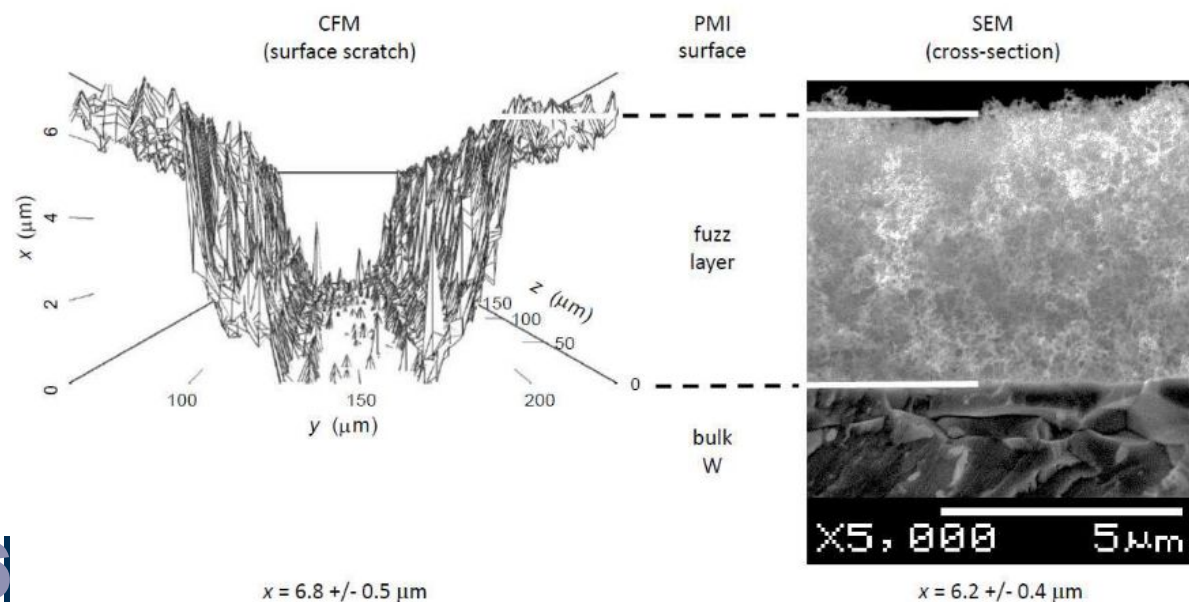 CFM
(surface scratch)
PMI
surface
SEM
(cross-section)
6
4
2
0
x (μm)
100
150
200
y (μm)
150
100
50
0
z (μm)
fuzz
layer
bulk
W
X5,000 5μm
x = 6.8 +/- 0.5 μm
x = 6.2 +/- 0.4 μm